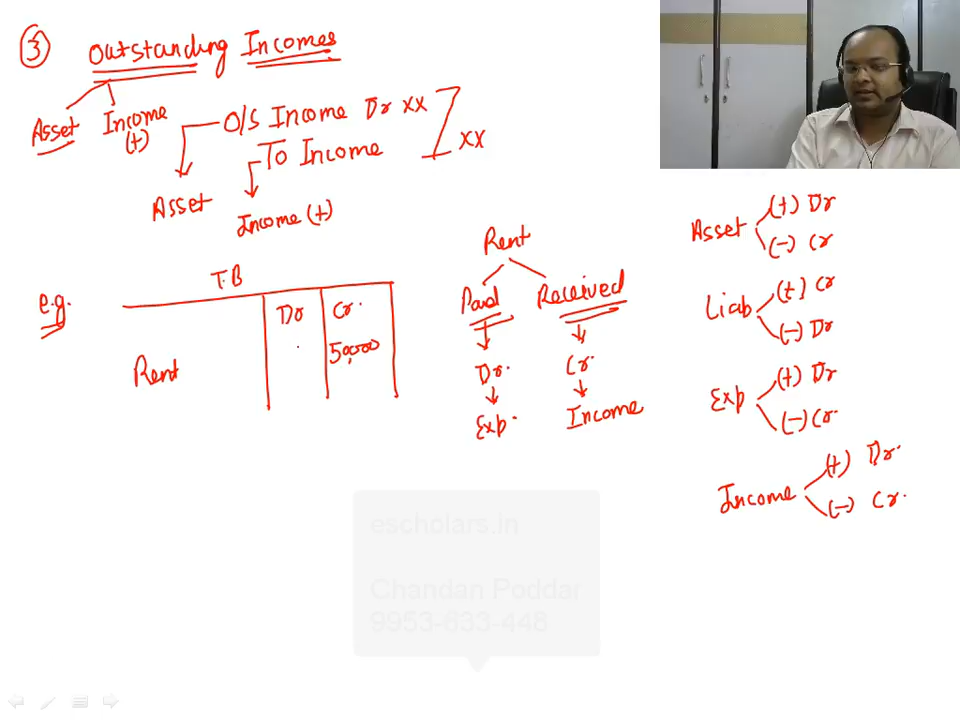 ③ Outstanding Incomes
Asset Income (+)
O/S Income Dr xx
To Income xx
Asset
Income (+)
e.g.
T.B
Dr Cr.
Rent 50,000
Rent
Paid Received
Dr. Cr.
Exp. Income
Asset (+) Dr
(-) Cr
Liab (+) Cr
(-) Dr
Exp (+) Dr
(-) Cr.
Income (+) Dr.
(-) Cr.
escholars.in
Chandan Poddar
9953-633-448